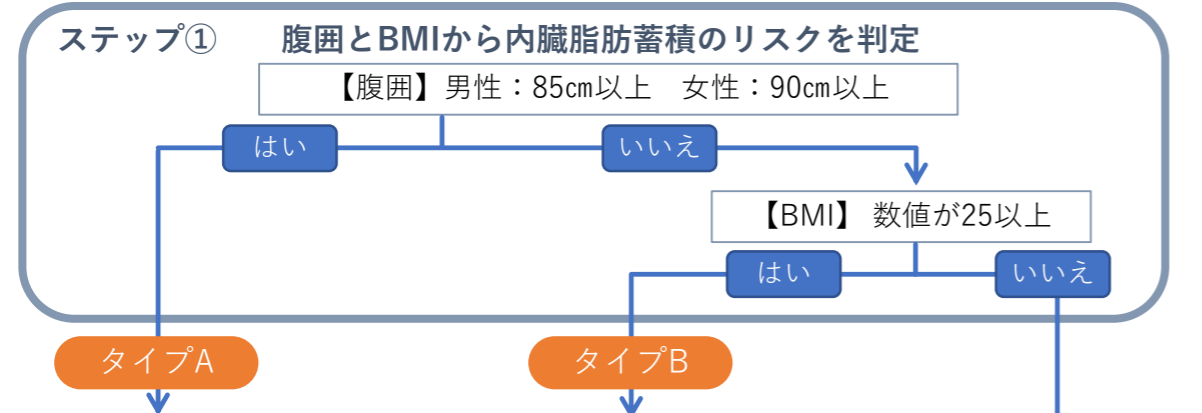 ステップ① 腹囲とBMIから内臓脂肪蓄積のリスクを判定
【腹囲】男性：85㎝以上 女性：90㎝以上
はい
いいえ
【BMI】 数値が25以上
はい
いいえ
タイプA
タイプB